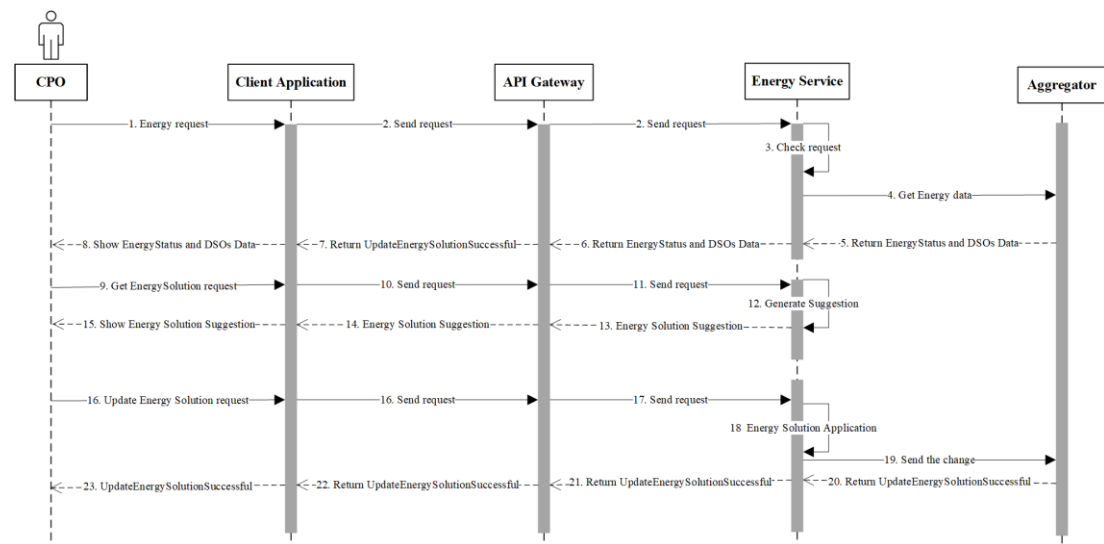 CPO
Client Application
API Gateway
Energy Service
Aggregator
1. Energy request
2. Send request
2. Send request
3. Check request
4. Get Energy data
8. Show EnergyStatus and DSOs Data
7. Return UpdateEnergySolutionSuccessful
6. Return EnergyStatus and DSOs Data
5. Return EnergyStatus and DSOs Data
9. Get EnergySolution request
10. Send request
11. Send request
12. Generate Suggestion
15. Show Energy Solution Suggestion
14. Energy Solution Suggestion
13. Energy Solution Suggestion
16. Update Energy Solution request
16. Send request
17. Send request
18 Energy Solution Application
19. Send the change
23. UpdateEnergySolutionSuccessful
22. Return UpdateEnergySolutionSuccessful
21. Return UpdateEnergySolutionSuccessful
20. Return UpdateEnergySolutionSuccessful